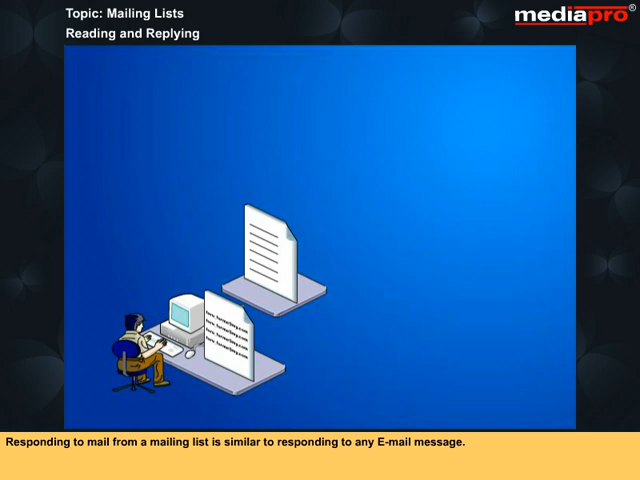 Topic: Mailing Lists
mediapro®
Reading and Replying
Responding to mail from a mailing list is similar to responding to any E-mail message.